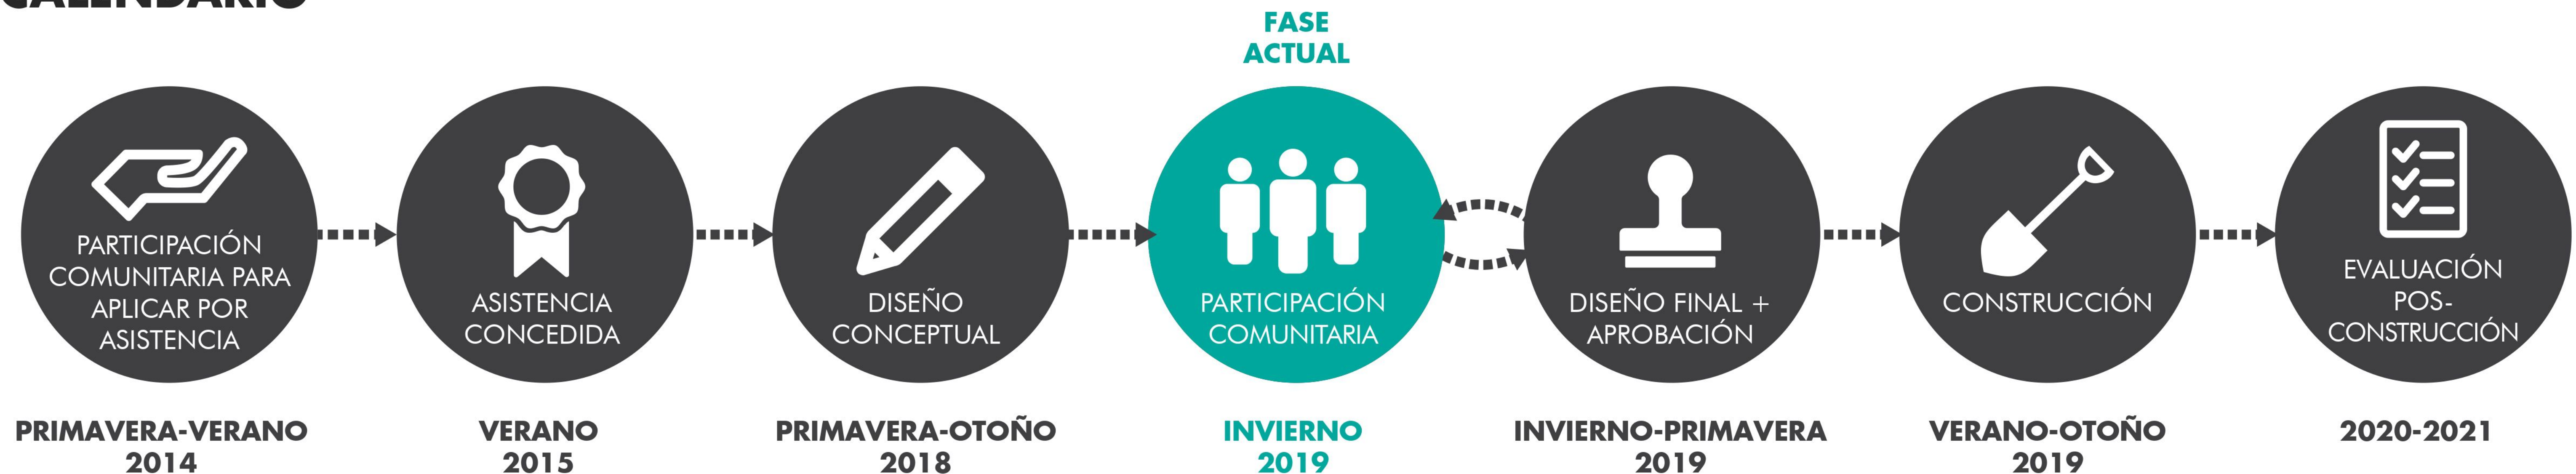 CALENDARIO
FASE
ACTUAL
PARTICIPACIÓN
COMUNITARIA PARA
APLICAR POR
ASISTENCIA
ASISTENCIA
CONCEDIDA
DISEÑO
CONCEPTUAL
PARTICIPACIÓN
COMUNITARIA
DISEÑO FINAL +
APROBACIÓN
CONSTRUCCIÓN
EVALUACIÓN
POS-
CONSTRUCCIÓN
PRIMAVERA-VERANO
2014
VERANO
2015
PRIMAVERA-OTOÑO
2018
INVIERNO
2019
INVIERNO-PRIMAVERA
2019
VERANO-OTOÑO
2019
2020-2021